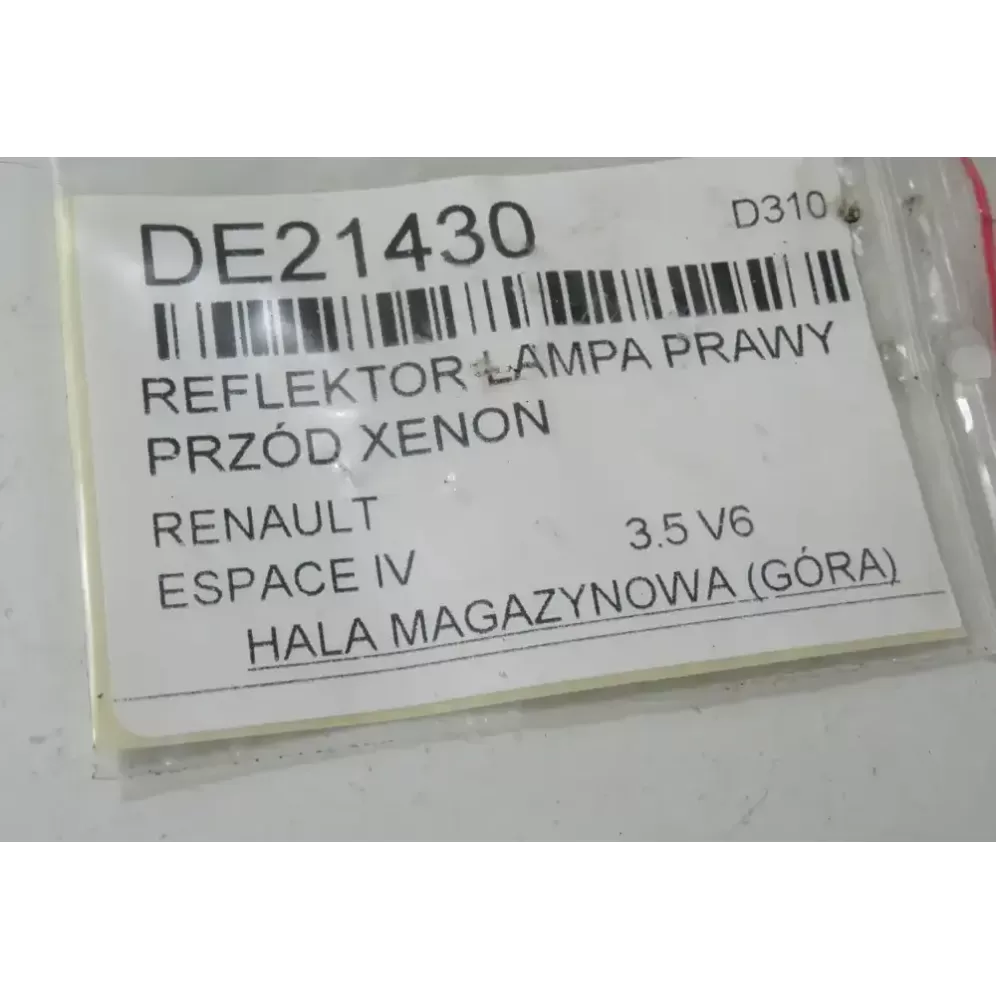 DE21430 D310
REFLEKTOR LAMPA PRAWY
PRZÓD XENON
RENAULT
ESPACE IV 3.5 V6
HALA MAGAZYNOWA (GÓRA)